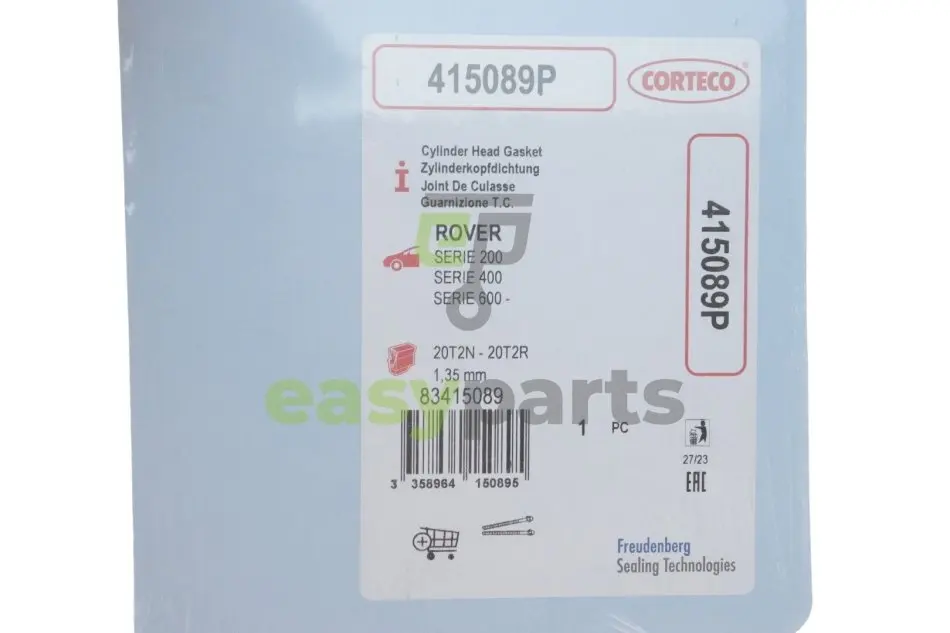 415089P
CORTECO®
Cylinder Head Gasket
Zylinderkopfdichtung
Joint De Culasse
Guarnizione T.C.
i
ROVER
SERIE 200
SERIE 400
SERIE 600 -
415089P
20T2N - 20T2R
1,35 mm
83415089
easyparts
1 PC
3 358964 150895
27/23
EAC
Freudenberg
Sealing Technologies